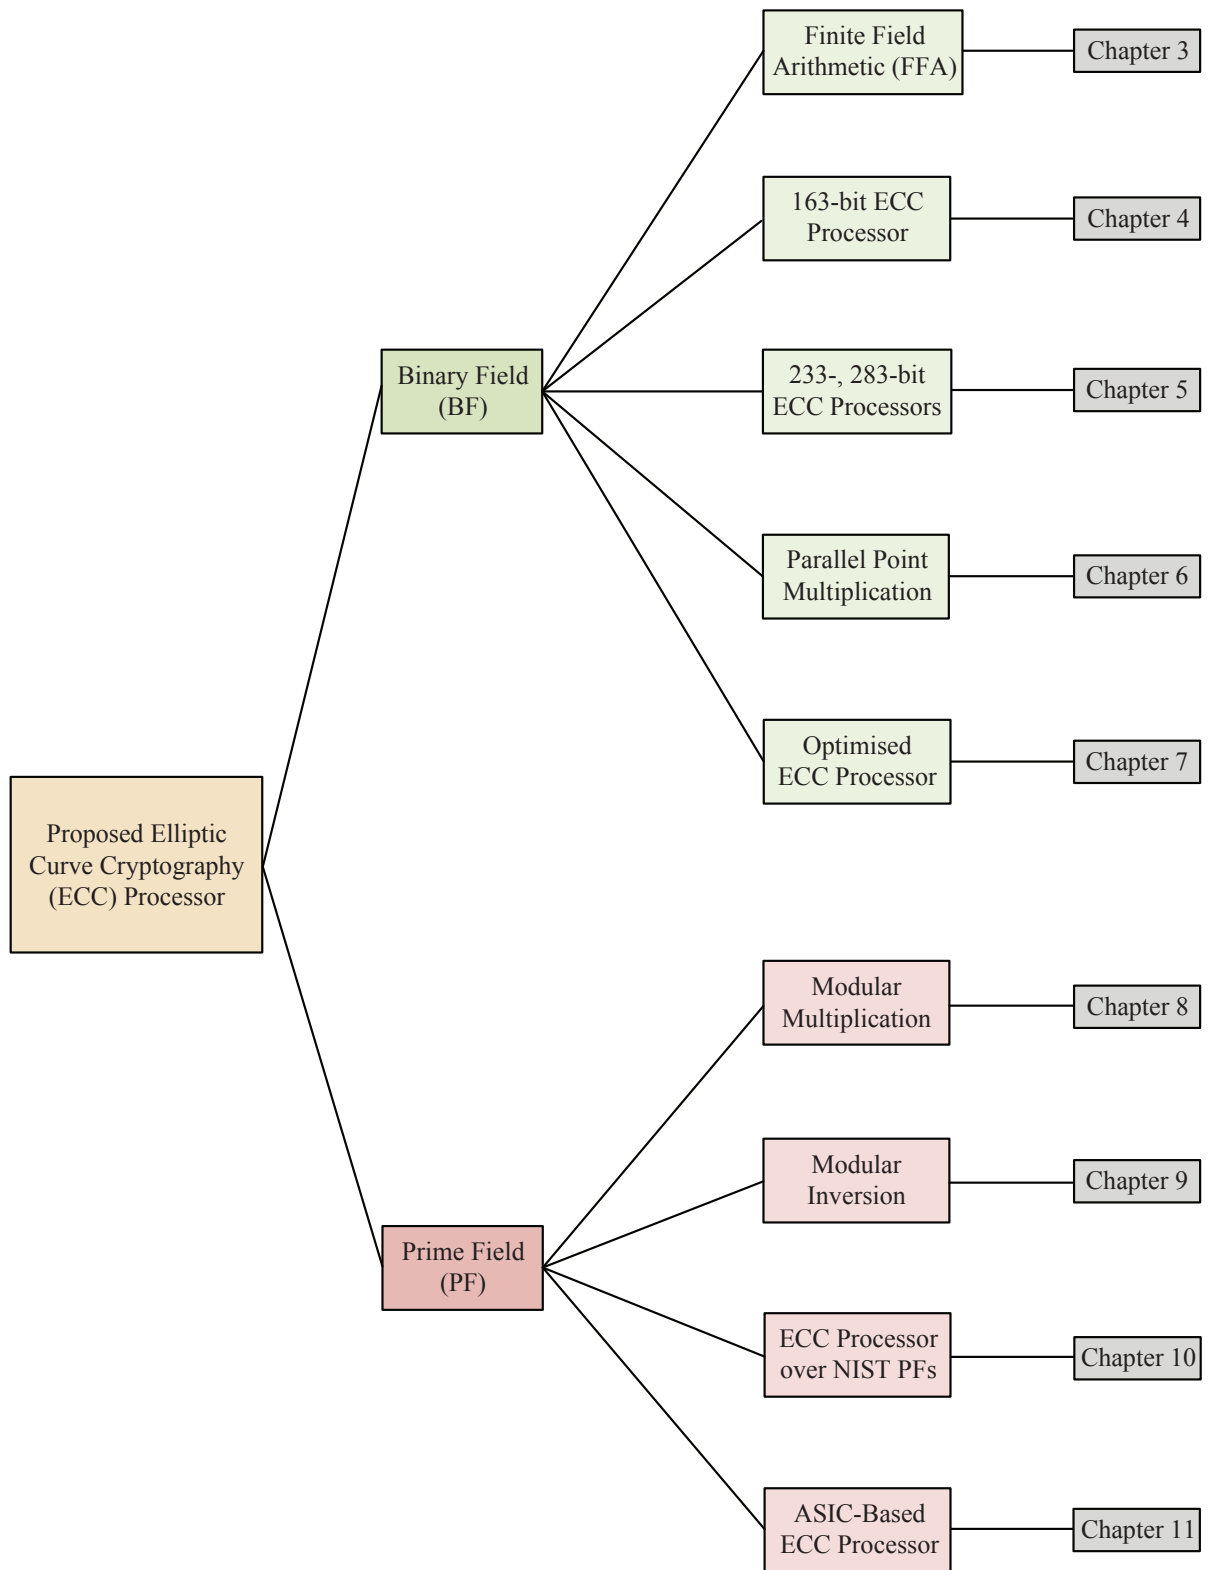 Finite Field
Arithmetic (FFA)
Chapter 3
163-bit ECC
Processor
Chapter 4
Binary Field
(BF)
233-, 283-bit
ECC Processors
Chapter 5
Parallel Point
Multiplication
Chapter 6
Optimised
ECC Processor
Chapter 7
Proposed Elliptic
Curve Cryptography
(ECC) Processor
Modular
Multiplication
Chapter 8
Modular
Inversion
Chapter 9
Prime Field
(PF)
ECC Processor
over NIST PFs
Chapter 10
ASIC-Based
ECC Processor
Chapter 11